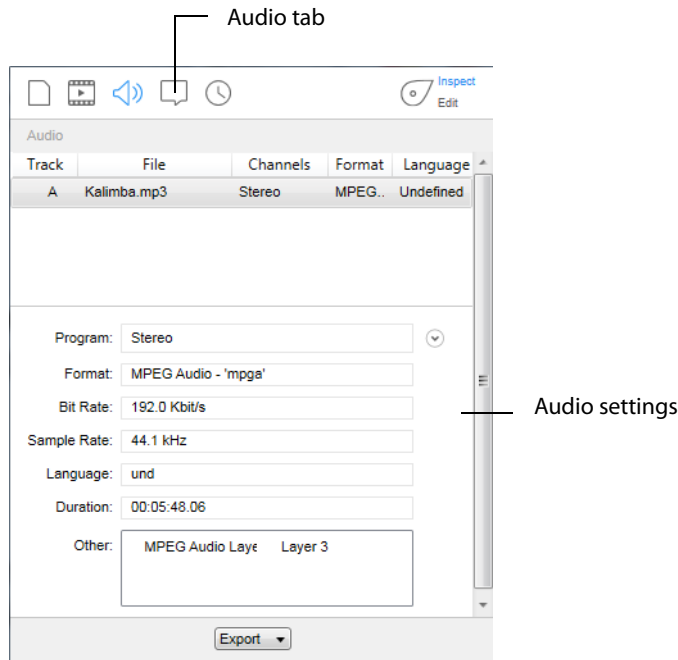 Audio tab
Inspect
Edit
Audio
Track File Channels Format Language
A Kalimba.mp3 Stereo MPEG.. Undefined
Program: Stereo
Format: MPEG Audio - 'mpga'
Bit Rate: 192.0 Kbit/s
Audio settings
Sample Rate: 44.1 kHz
Language: und
Duration: 00:05:48.06
Other: MPEG Audio Laye Layer 3
Export